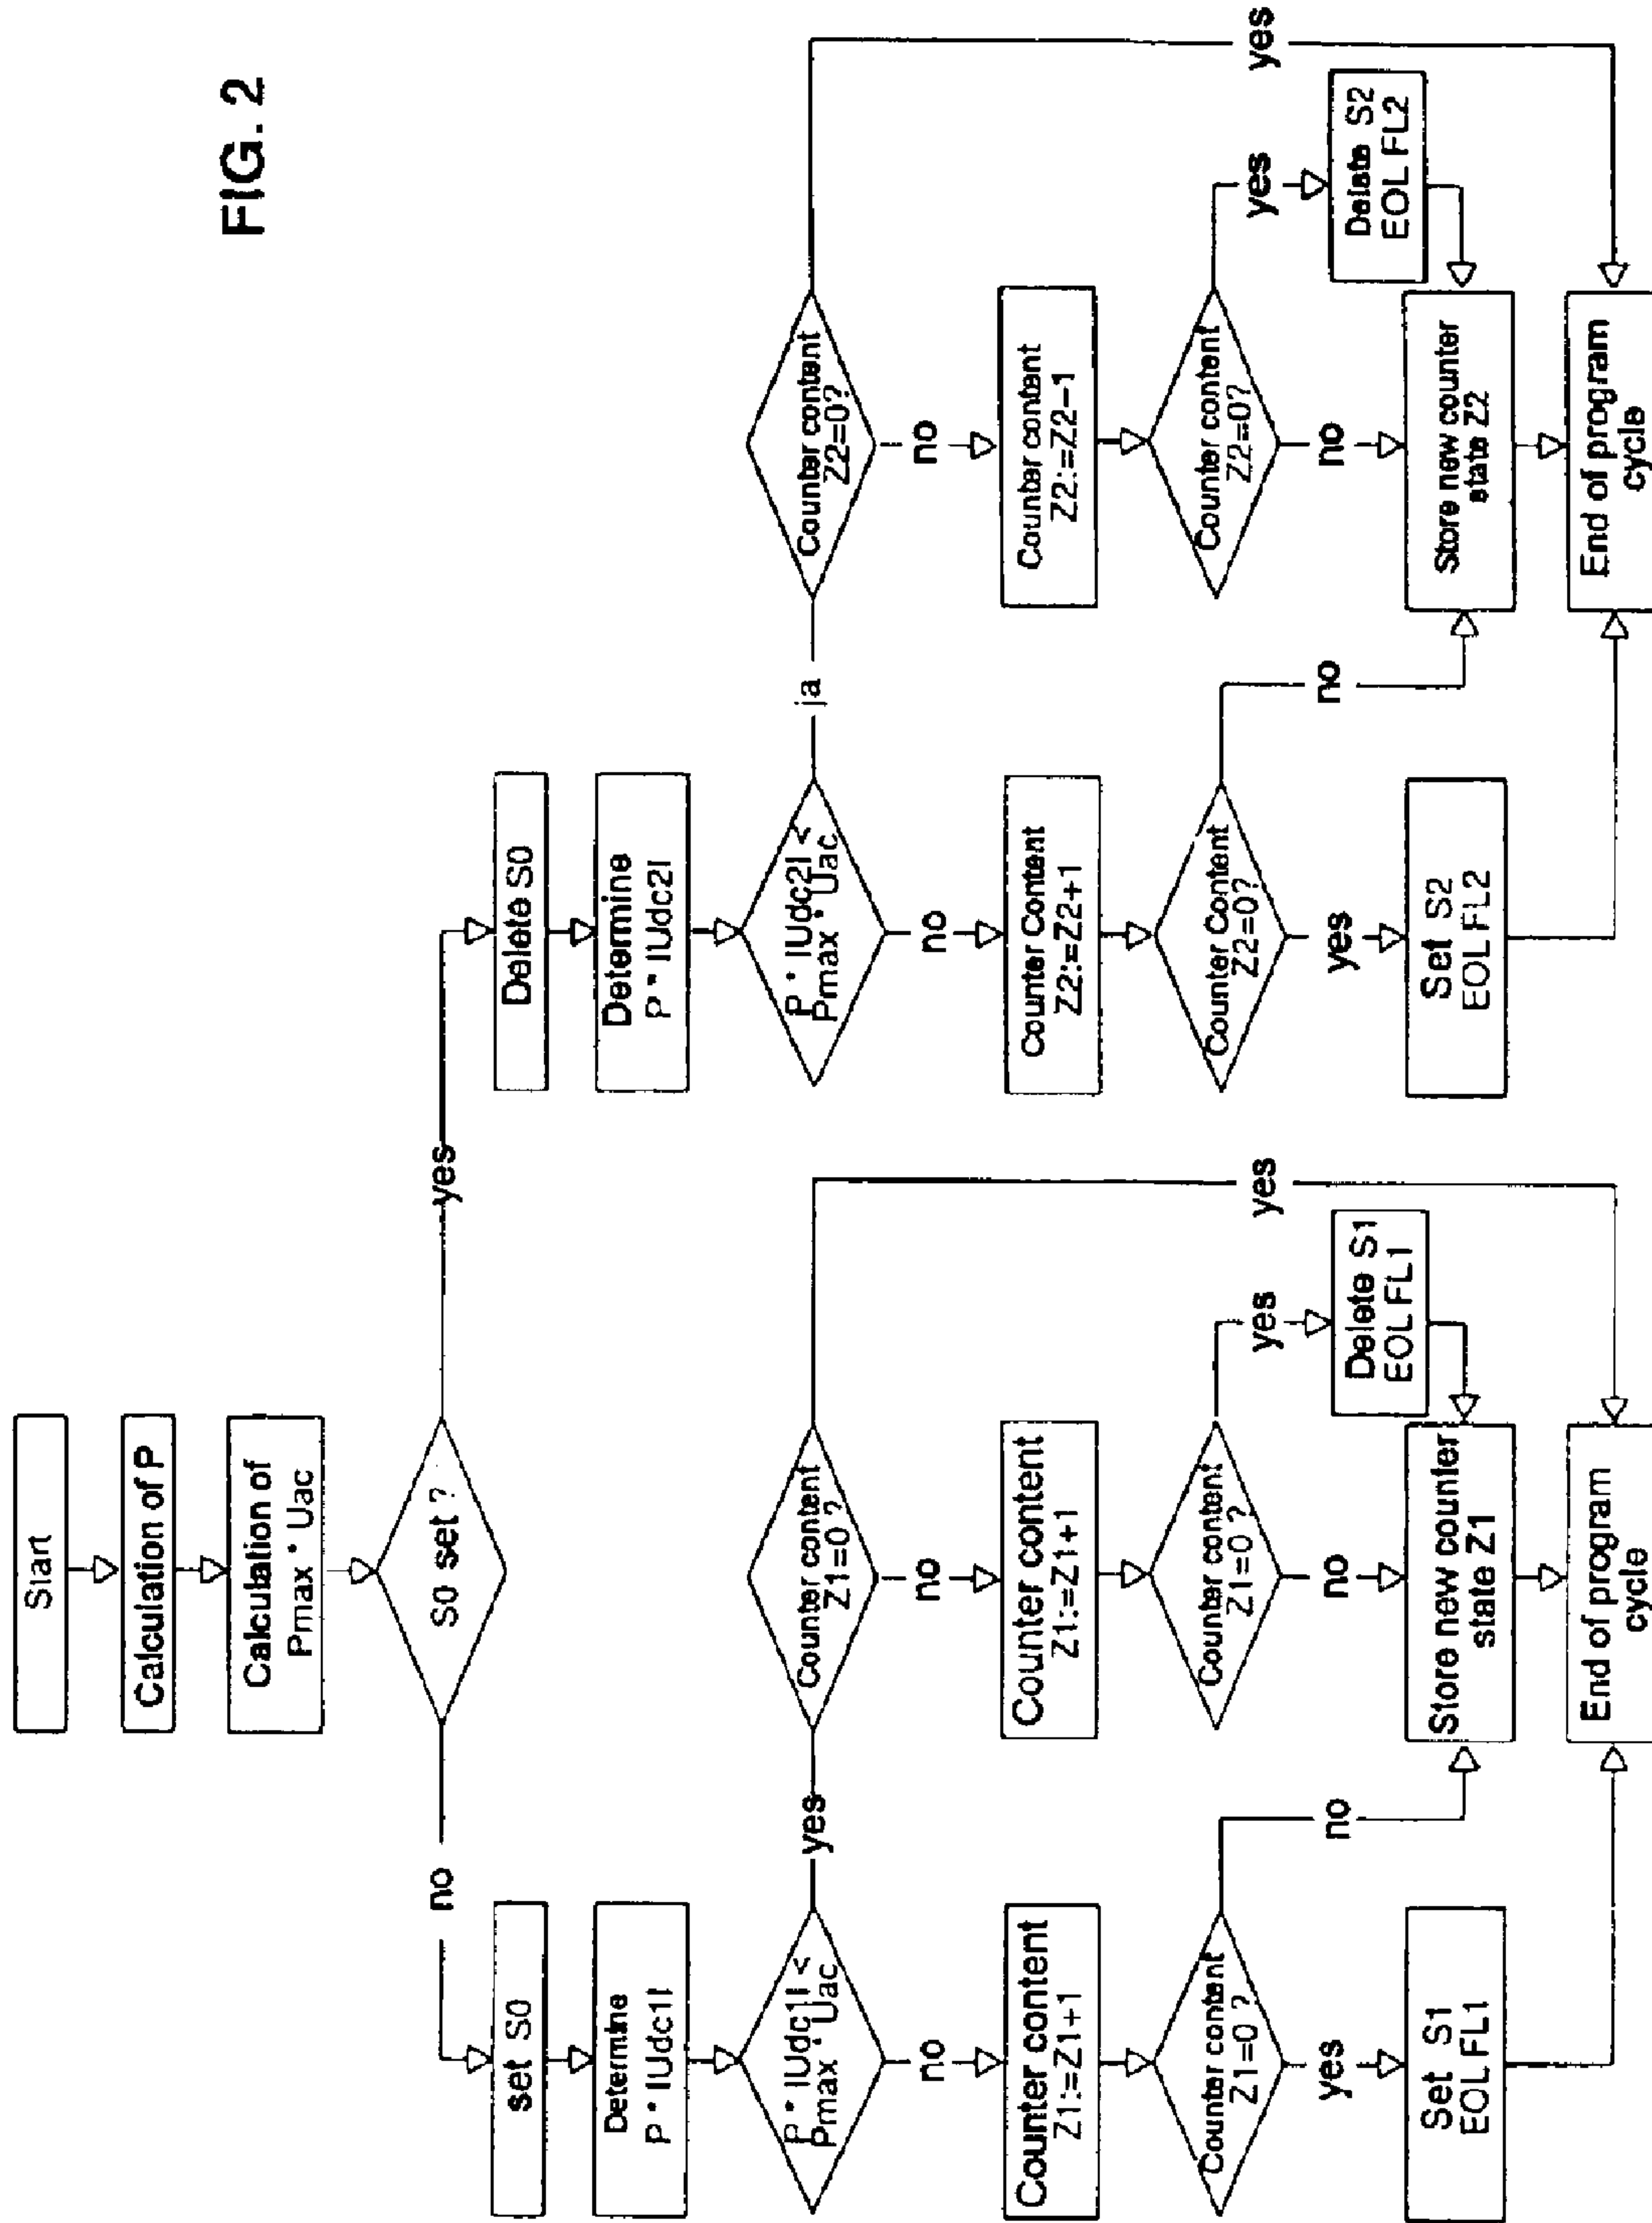 FIG. 2
Start
Calculation of P
Calculation of
Pmax * Uac
S0 set ?
no
yes
set S0
Determine
P * IUdc1I
P * IUdc1I <
Pmax * Uac
yes
no
Counter content
Z1:=Z1+1
Counter content
Z1=0 ?
no
yes
Set S1
EOL FL1
Counter content
Z1=0 ?
yes
no
Counter content
Z1:=Z1+1
Counter content
Z1=0 ?
yes
no
Delete S1
EOL FL1
Store new counter
state Z1
End of program
cycle
Delete S0
Determine
P * IUdc2I
P * IUdc2I <
Pmax * Uac
ja
no
Counter Content
Z2:=Z2+1
Counter Content
Z2=0?
no
yes
Set S2
EOL FL2
Counter content
Z2=0?
yes
no
Counter content
Z2:=Z2-1
Counter content
Z2=0?
yes
no
Delete S2
EOL FL2
Store new counter
state Z2
End of program
cycle